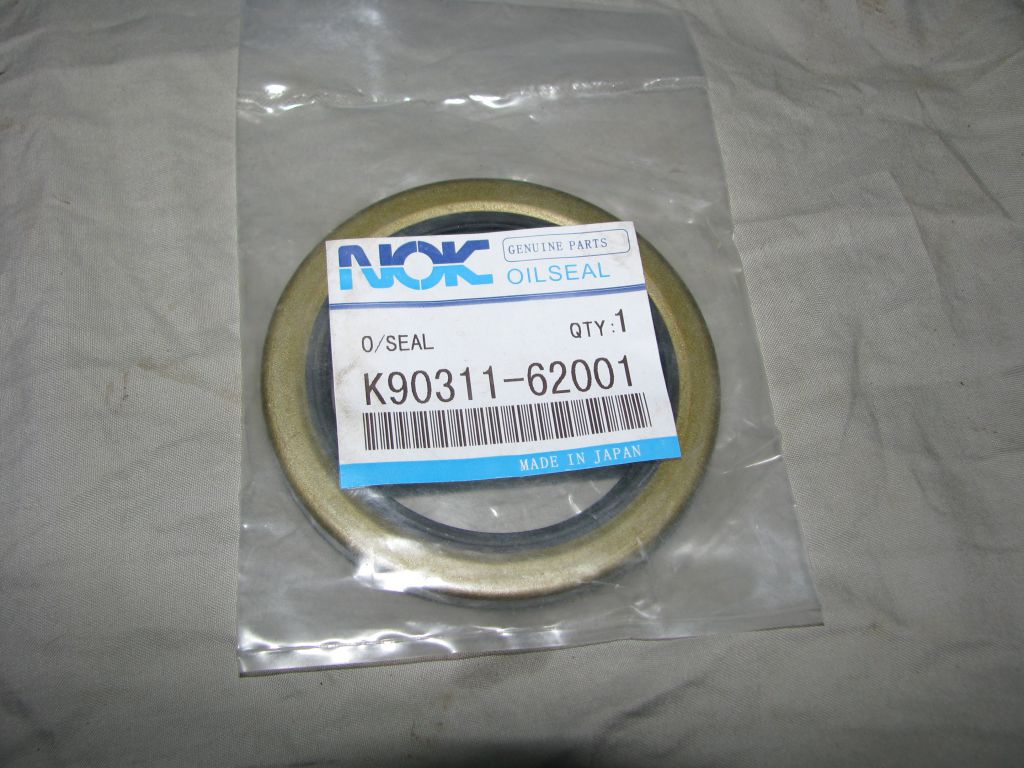 NOK
GENUINE PARTS
OILSEAL
O/SEAL QTY:1
K90311-62001
MADE IN JAPAN